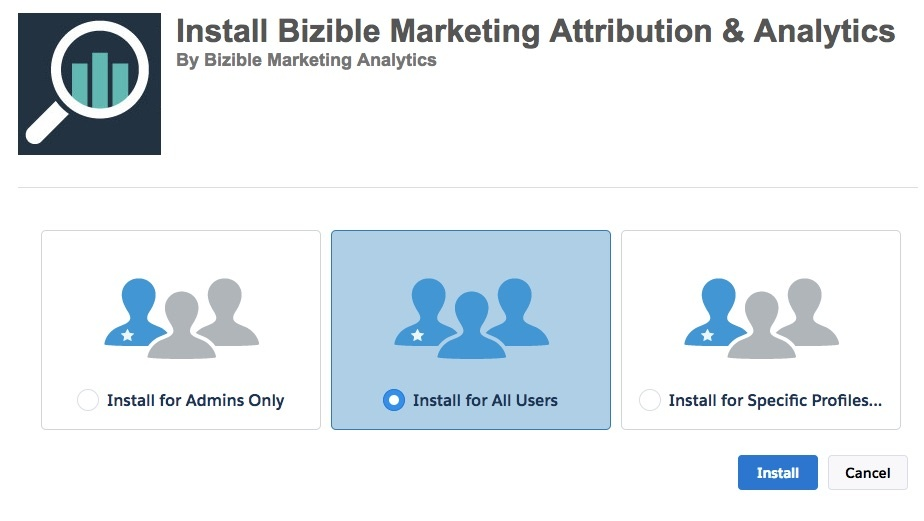 Install Bizible Marketing Attribution & Analytics
By Bizible Marketing Analytics
Install for Admins Only
Install for All Users
Install for Specific Profiles...
Install
Cancel